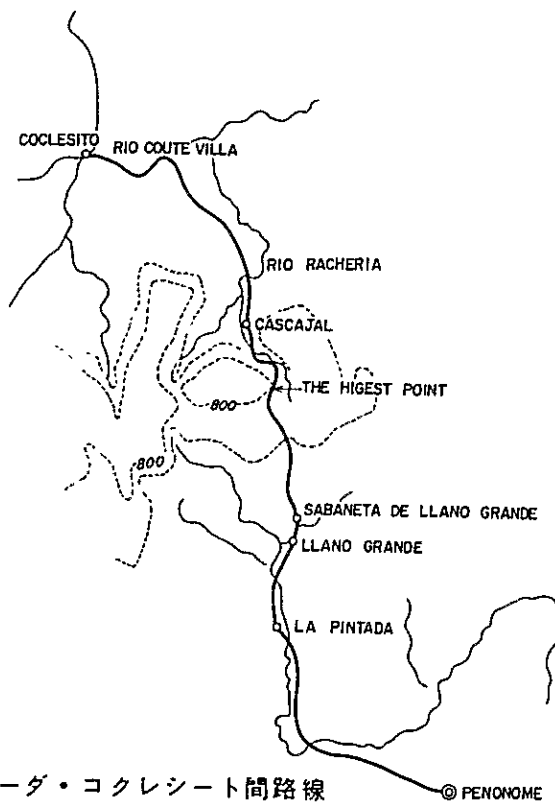 COCLESITO
RIO COUTE VILLA
RIO RACHERIA
CASCAJAL
THE HIGEST POINT
800
800
SABANETA DE LLANO GRANDE
LLANO GRANDE
LA PINTADA
PENONOME
ーダ・コクレシート間路線